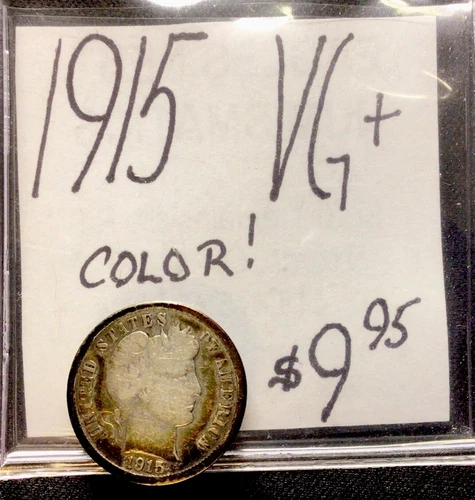 1915 VG+
COLOR!
$9.95
UNITED STATES OF AMERICA
1915